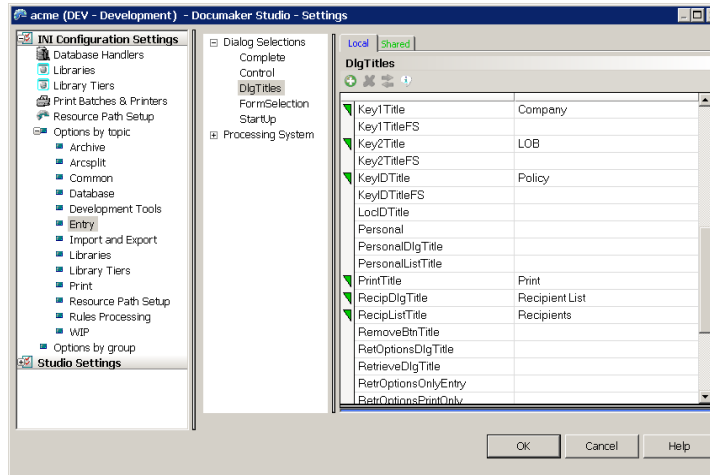 acme (DEV - Development) - Documaker Studio - Settings
INI Configuration Settings
Database Handlers
Libraries
Library Tiers
Print Batches & Printers
Resource Path Setup
Options by topic
Archive
Arcsplit
Common
Database
Development Tools
Entry
Import and Export
Libraries
Library Tiers
Print
Resource Path Setup
Rules Processing
WIP
Options by group
Studio Settings
Dialog Selections
Complete
Control
DlgTitles
FormSelection
StartUp
Processing System
Local Shared
DlgTitles
Key1Title Company
Key1TitleFS
Key2Title LOB
Key2TitleFS
KeyIDTitle Policy
KeyIDTitleFS
LocIDTitle
Personal
PersonalDlgTitle
PersonalListTitle
PrintTitle Print
RecipDlgTitle Recipient List
RecipListTitle Recipients
RemoveBtnTitle
RetOptionsDlgTitle
RetrieveDlgTitle
RetrOptionsOnlyEntry
RetrOptionsPrintOnly
OK Cancel Help